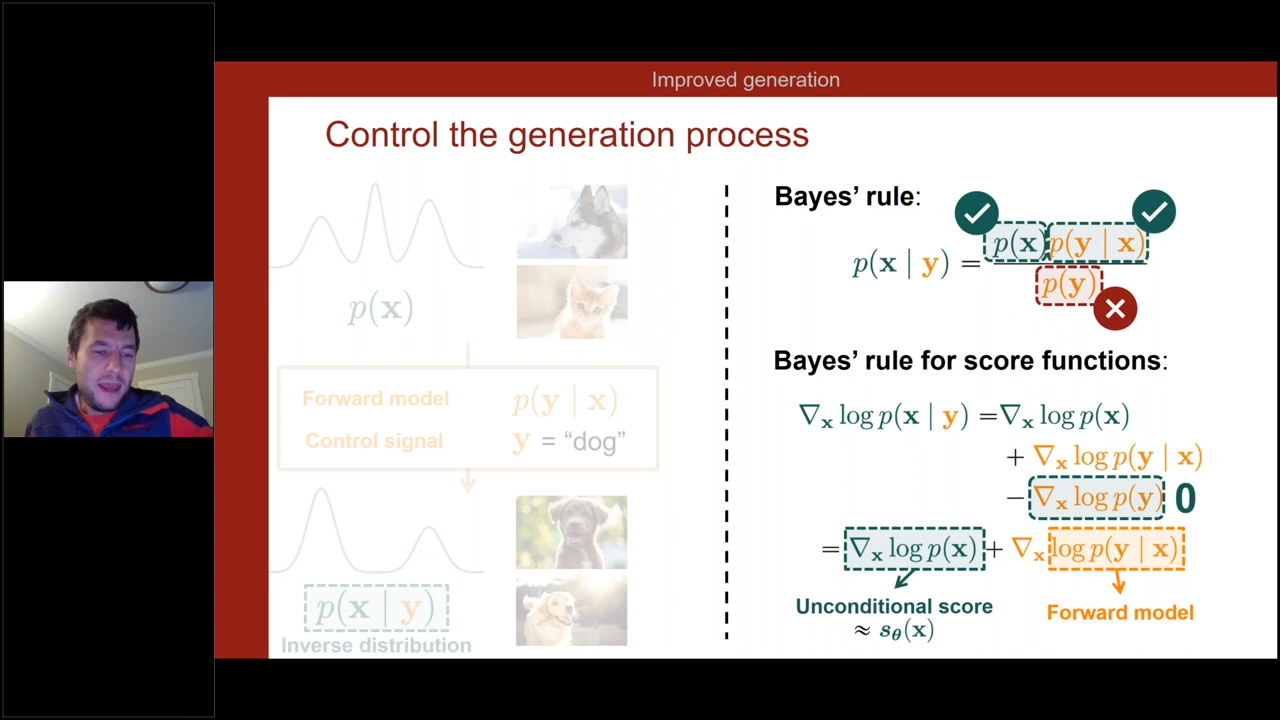 Improved generation
Control the generation process
p(x)
Forward model p(y | x)
Control signal y = “dog”
p(x | y)
Inverse distribution
Bayes’ rule:
p(x | y) = p(x) p(y | x)
p(y)
Bayes’ rule for score functions:
∇x log p(x | y) =∇x log p(x)
+ ∇x log p(y | x)
− ∇x log p(y) 0
= ∇x log p(x) + ∇x log p(y | x)
Unconditional score
≈ sθ(x)
Forward model